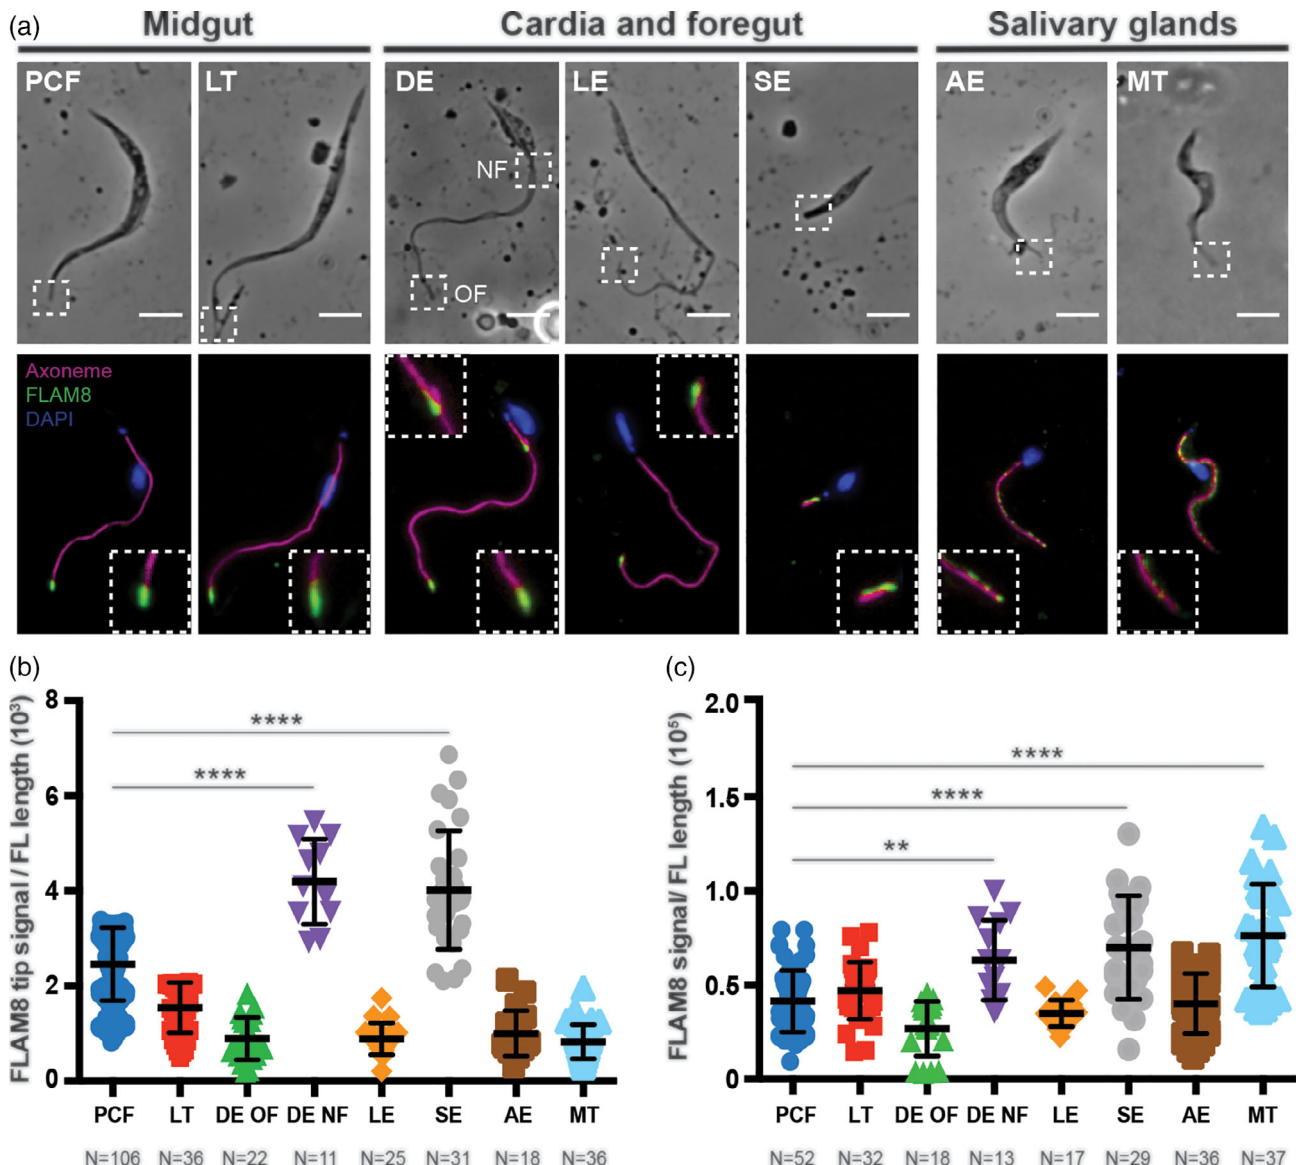 (a)
Midgut Cardia and foregut Salivary glands
PCF LT DE LE SE AE MT
NF
OF
Axoneme
FLAM8
DAPI
(b)
FLAM8 tip signal / FL length (10³)
8
6
4
2
0
****
****
PCF LT DE OF DE NF LE SE AE MT
N=106 N=36 N=22 N=11 N=25 N=31 N=18 N=36
(c)
FLAM8 signal/ FL length (10⁵)
2.0
1.5
1.0
0.5
0
****
****
**
PCF LT DE OF DE NF LE SE AE MT
N=52 N=32 N=18 N=13 N=17 N=29 N=36 N=37